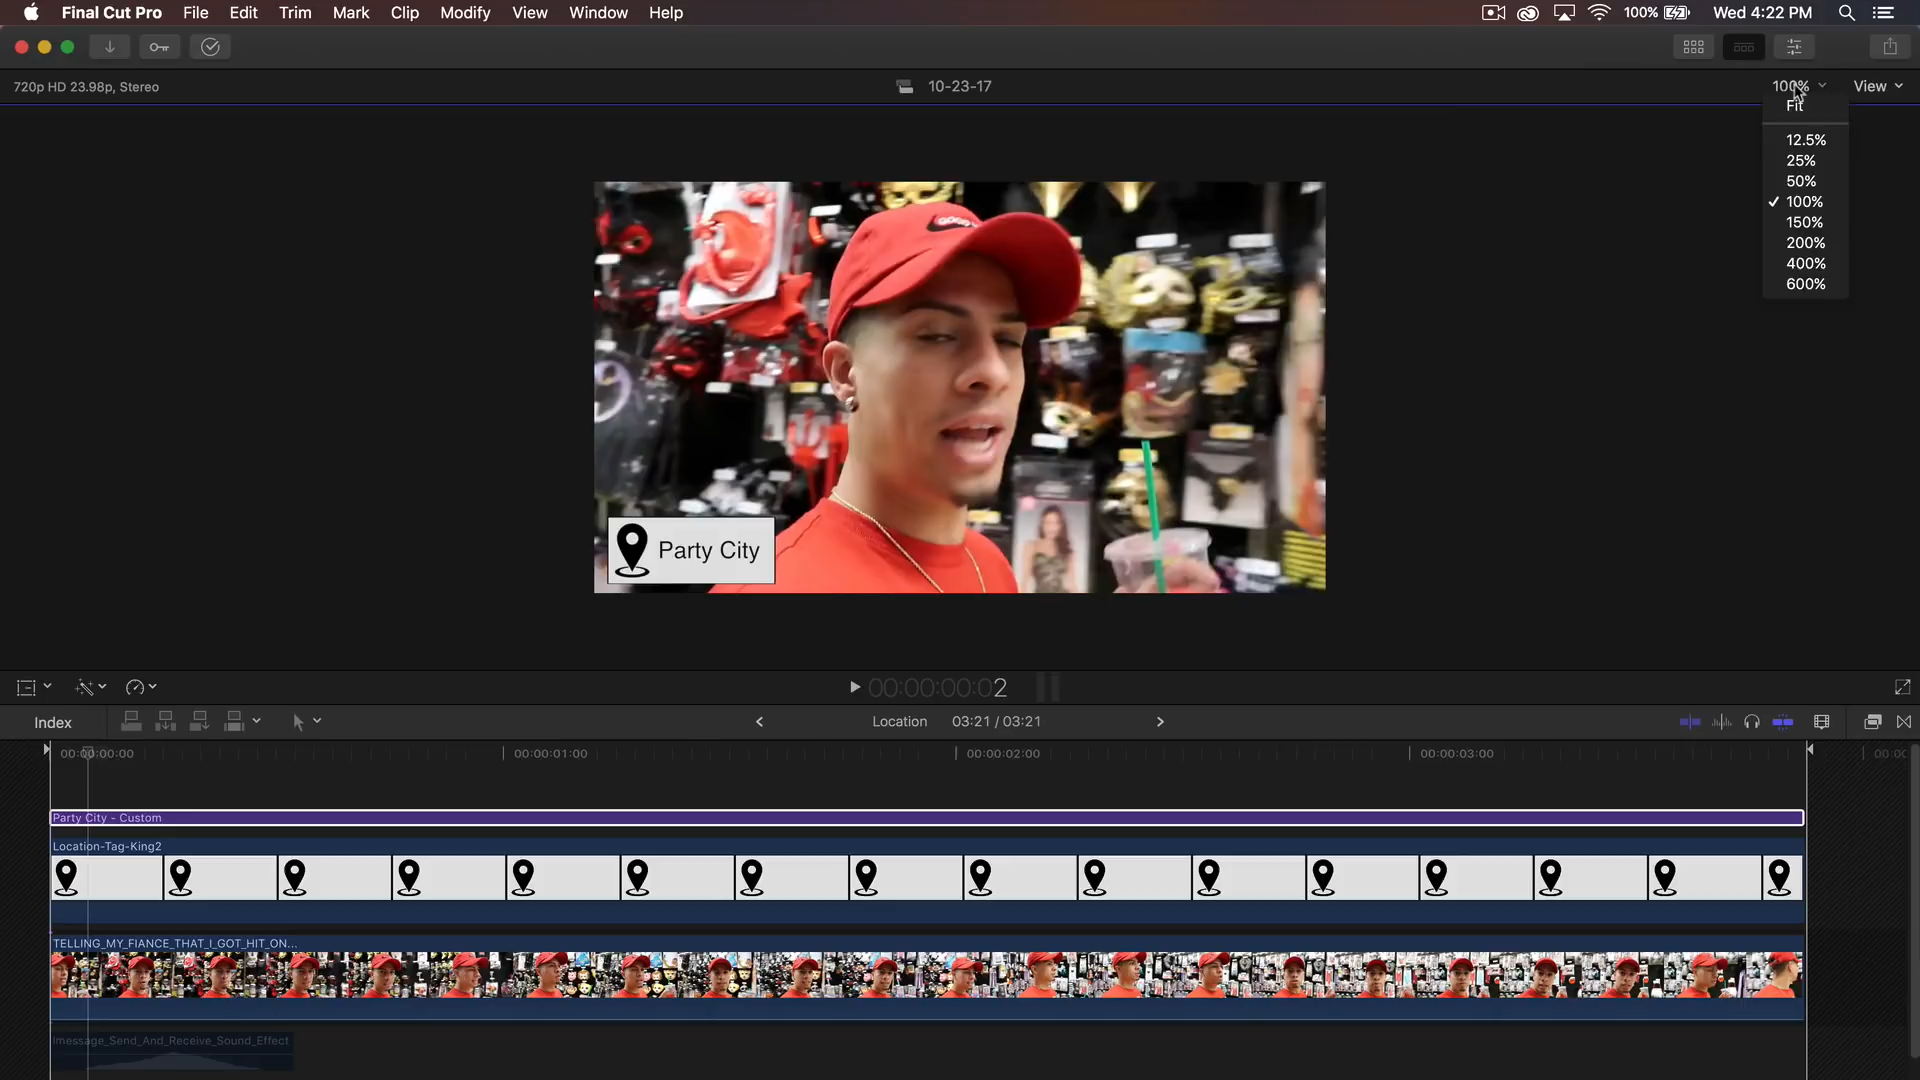 Final Cut Pro File Edit Trim Mark Clip Modify View Window Help 100% Wed 4:22 PM
720p HD 23.98p, Stereo 10-23-17 100% View
Fit
12.5%
25%
50%
✓ 100%
150%
200%
400%
600%
Party City
00:00:00:02
Index Location 03:21 / 03:21
00:00:00:00 00:00:01:00 00:00:02:00 00:00:03:00
Party City - Custom
Location-Tag-King2
TELLING_MY_FIANCE_THAT_I_GOT_HIT_ON...
Imessage_Send_And_Receive_Sound_Effect